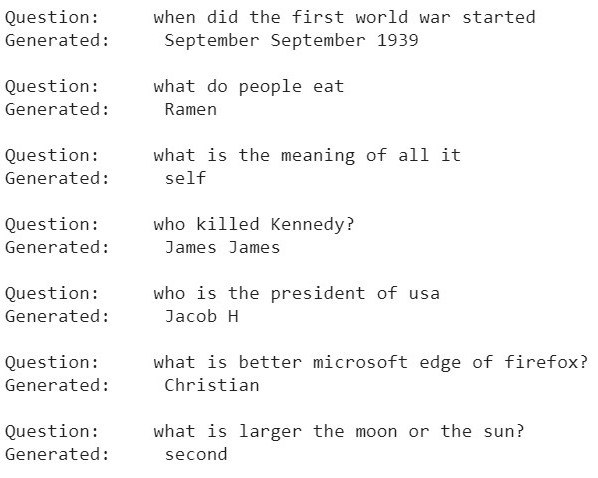 Question: when did the first world war started
Generated: September September 1939
Question: what do people eat
Generated: Ramen
Question: what is the meaning of all it
Generated: self
Question: who killed Kennedy?
Generated: James James
Question: who is the president of usa
Generated: Jacob H
Question: what is better microsoft edge of firefox?
Generated: Christian
Question: what is larger the moon or the sun?
Generated: second